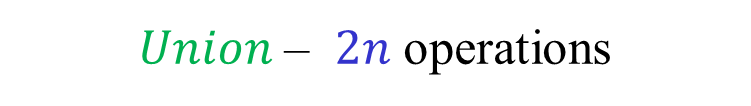 Union – 2n operations